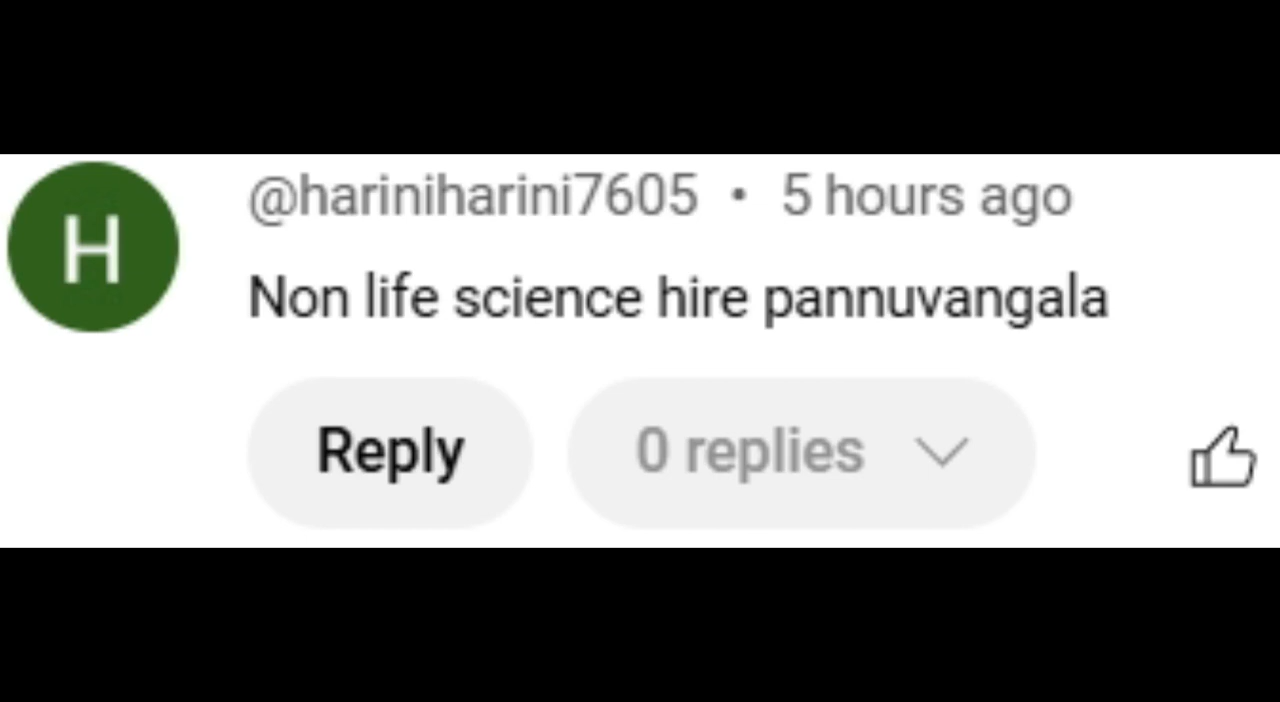 H
@hariniharini7605 • 5 hours ago
Non life science hire pannuvangala
Reply 0 replies